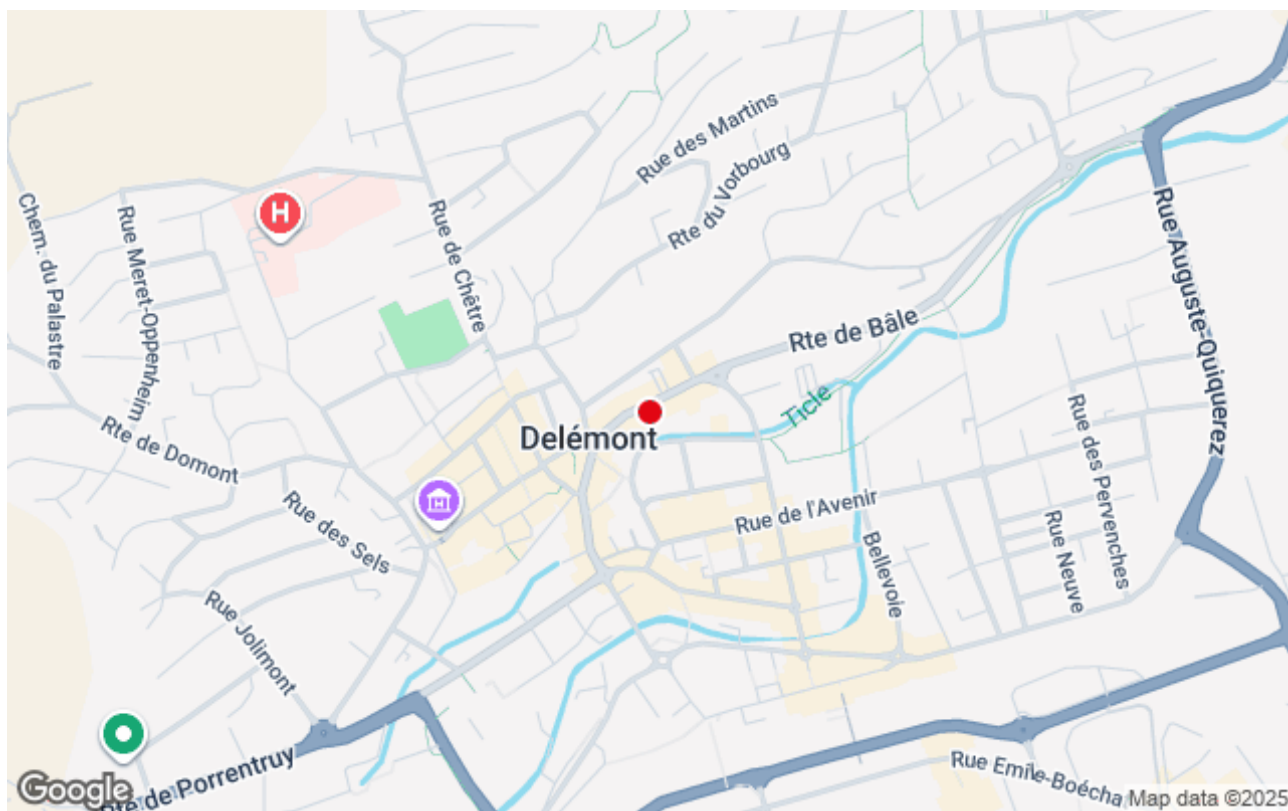 Rue des Martins
Rte du Vorbourg
H
Rue de Chêtre
Chem. du Palastre
Rue Meret-Oppenheim
Rue Auguste-Quiquerez
Rte de Bâle
Ticle
Delémont
Rte de Domont
Rue des Sels
H
Rue de l'Avenir
Bellevoie
Rue des Pervenches
Rue Neuve
Rue Jolimont
Rte de Porrentruy
Rue Emile-Boécha
Google
Map data ©2025